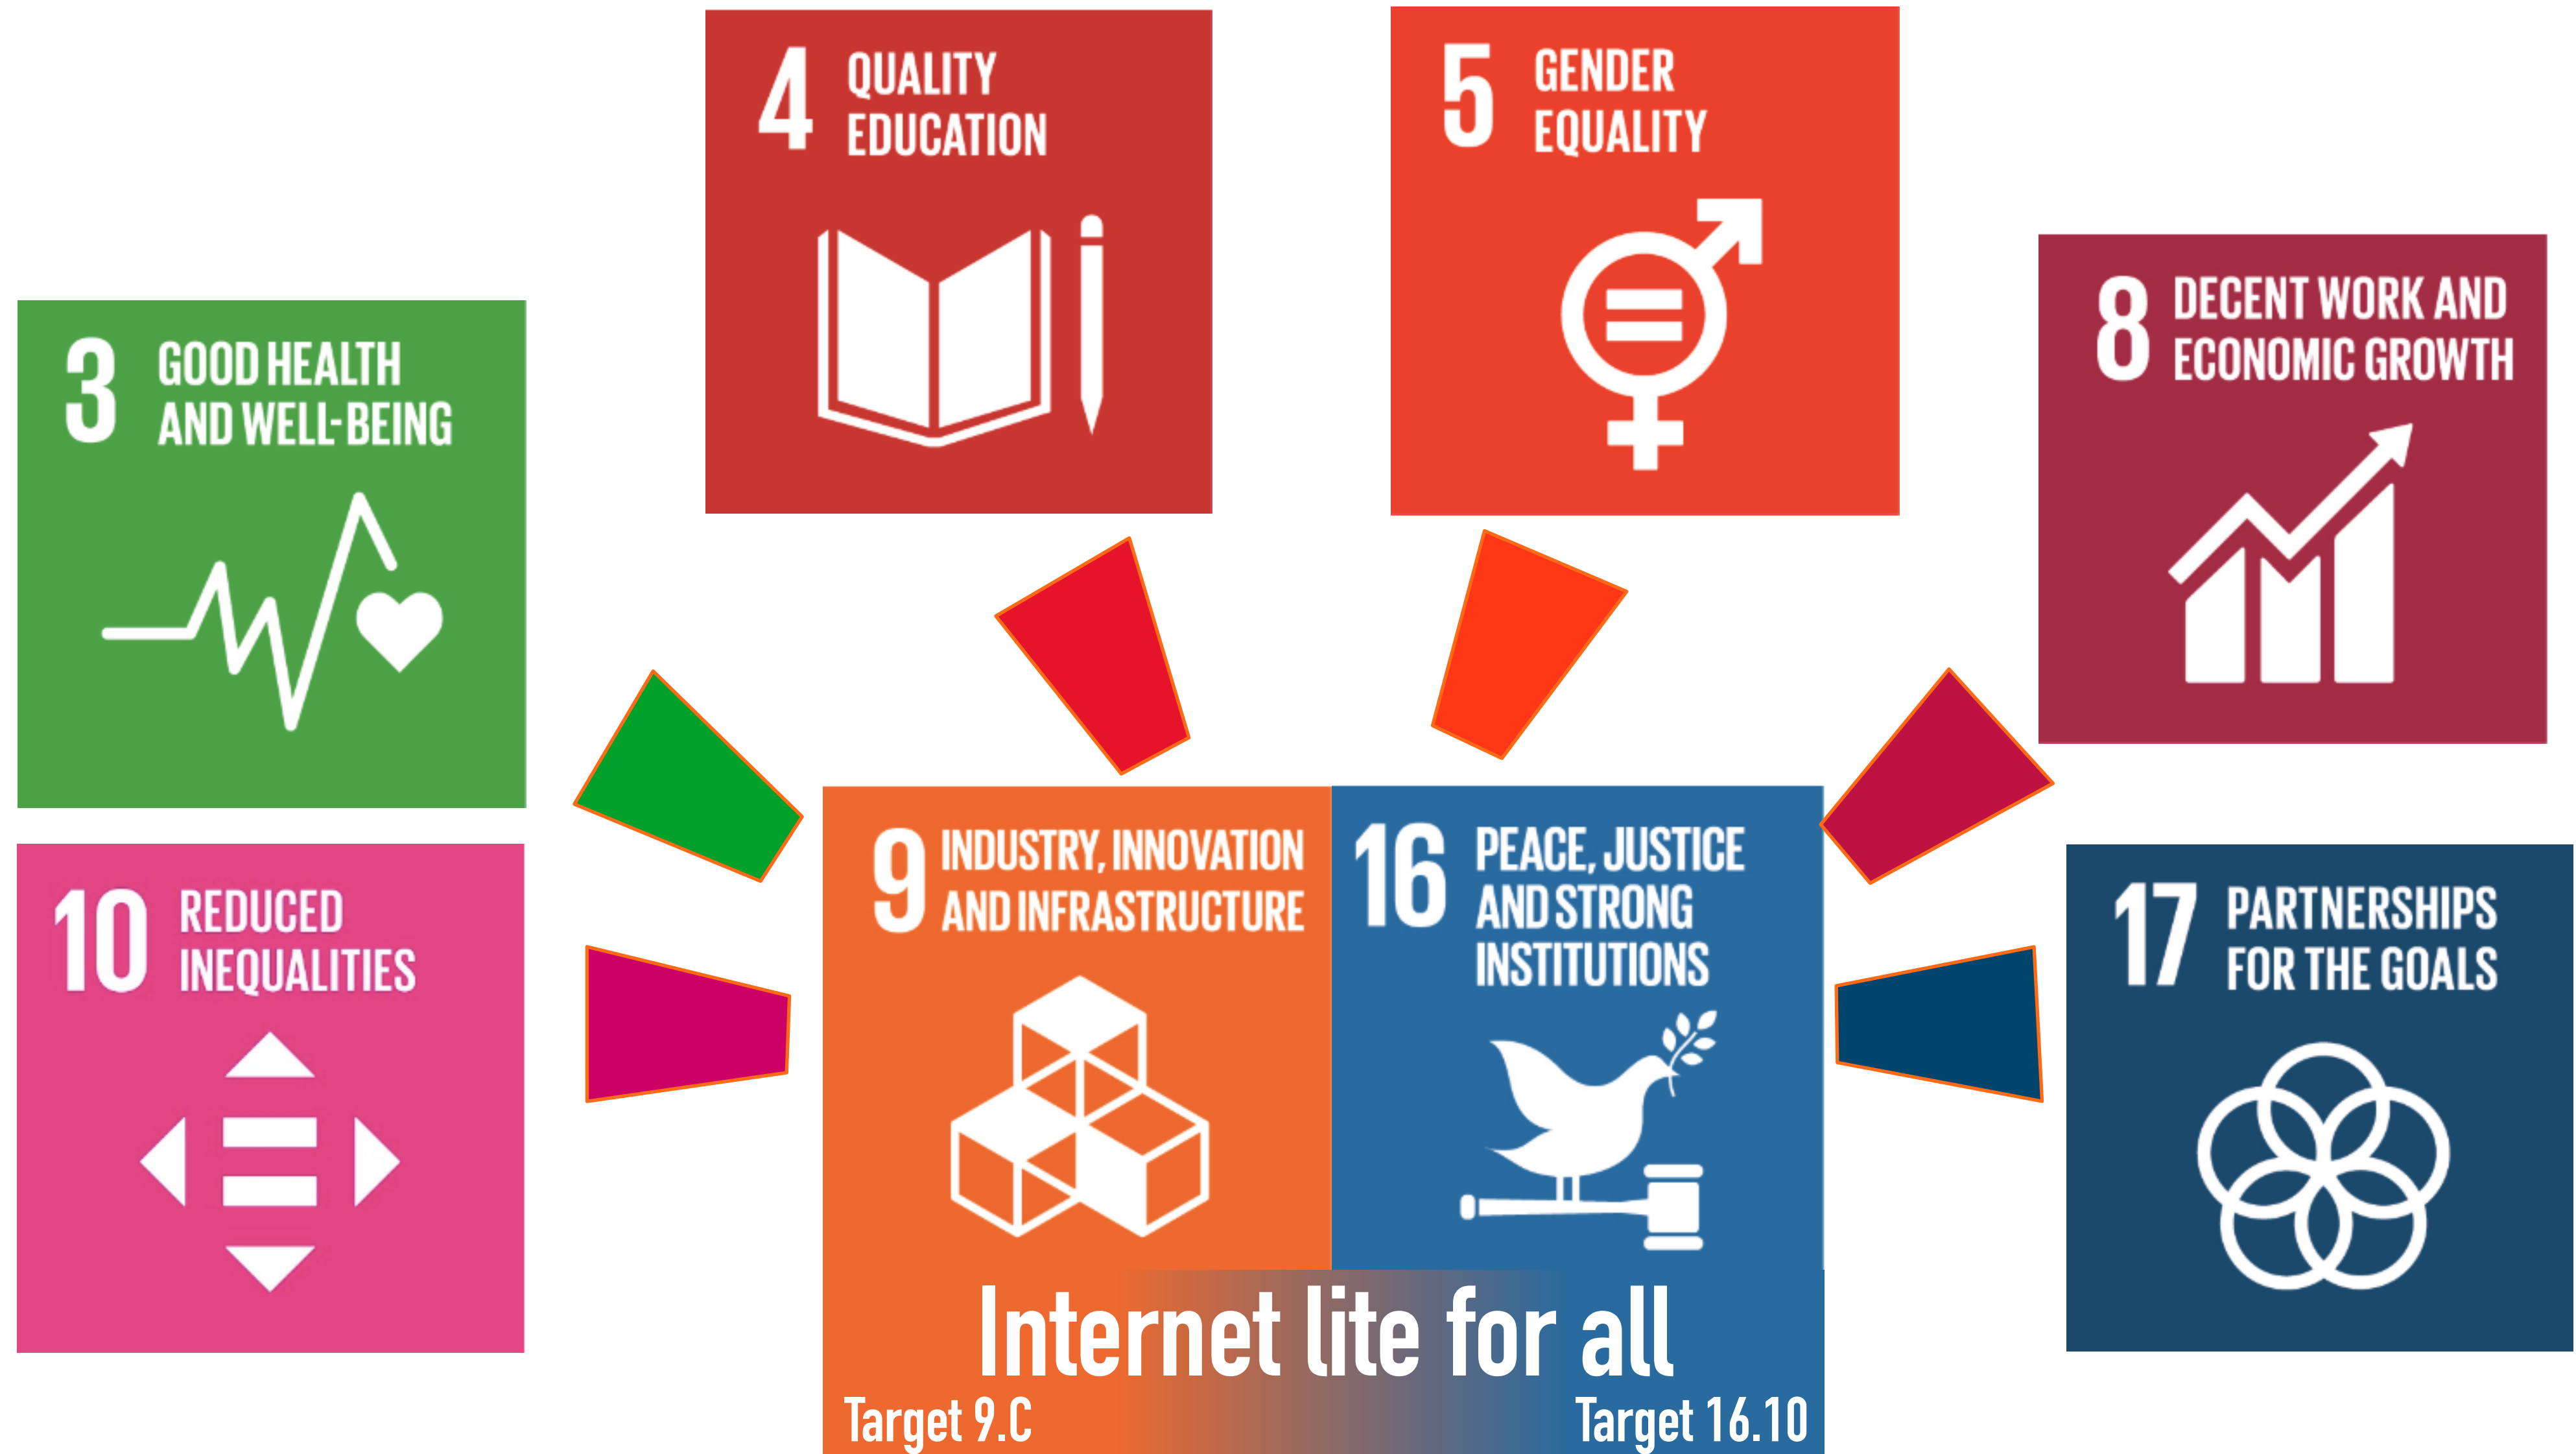 4 QUALITY
EDUCATION
5 GENDER
EQUALITY
3 GOOD HEALTH
AND WELL-BEING
8 DECENT WORK AND
ECONOMIC GROWTH
10 REDUCED
INEQUALITIES
9 INDUSTRY, INNOVATION
AND INFRASTRUCTURE
16 PEACE, JUSTICE
AND STRONG
INSTITUTIONS
17 PARTNERSHIPS
FOR THE GOALS
Internet lite for all
Target 9.C
Target 16.10